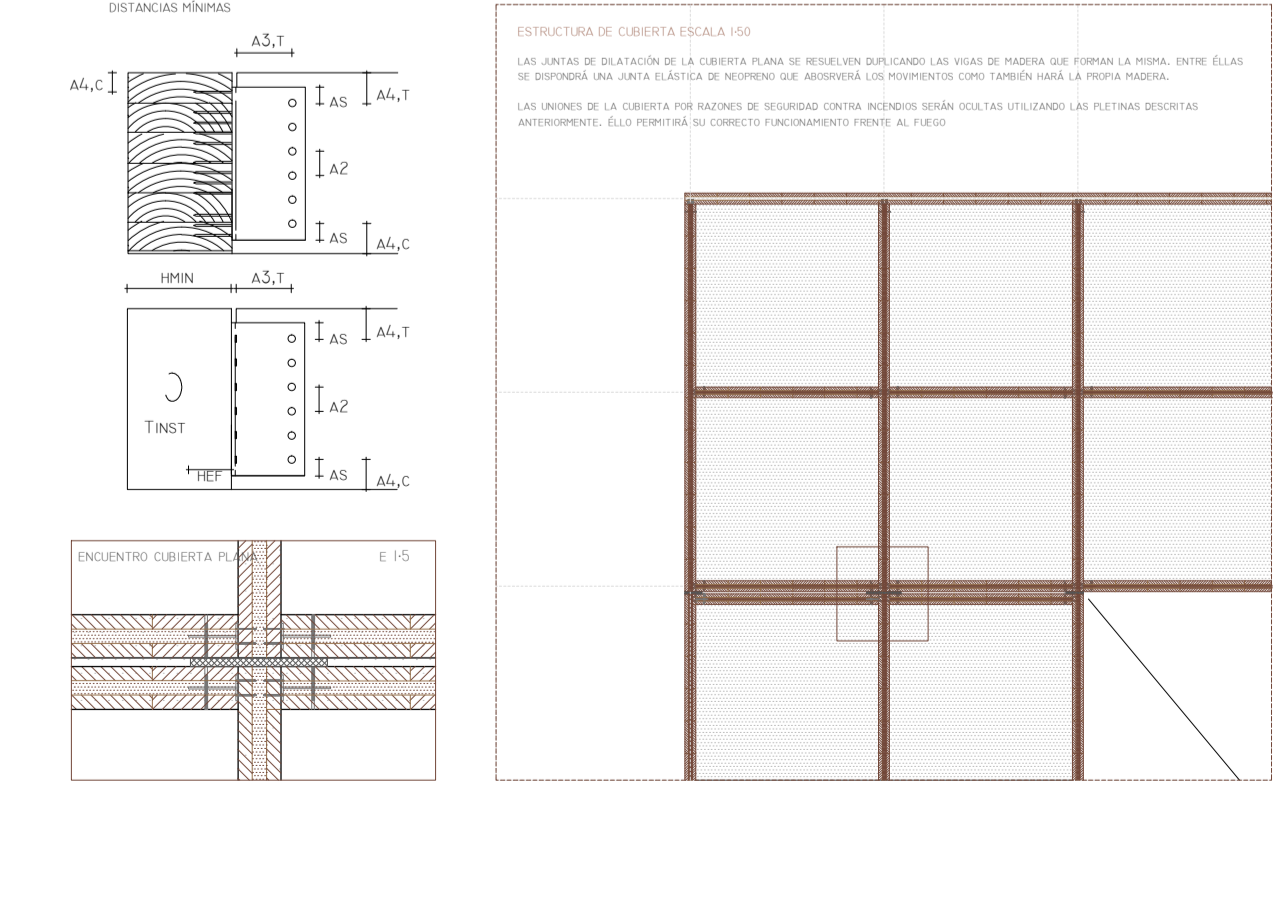 DISTANCIAS MÍNIMAS
A3,T
A4,C
AS
A4,T
A2
AS
A4,C
HMIN
A3,T
AS
A4,T
A2
TINST
HEF
AS
A4,C
ENCUENTRO CUBIERTA PLANA
E 1·5
ESTRUCTURA DE CUBIERTA ESCALA 1·50
LAS JUNTAS DE DILATACIÓN DE LA CUBIERTA PLANA SE RESUELVEN DUPLICANDO LAS VIGAS DE MADERA QUE FORMAN LA MISMA. ENTRE ÉLLAS
SE DISPONDRÁ UNA JUNTA ELÁSTICA DE NEOPRENO QUE ABOSRVERÁ LOS MOVIMIENTOS COMO TAMBIÉN HARÁ LA PROPIA MADERA.
LAS UNIONES DE LA CUBIERTA POR RAZONES DE SEGURIDAD CONTRA INCENDIOS SERÁN OCULTAS UTILIZANDO LAS PLETINAS DESCRITAS
ANTERIORMENTE. ÉLLO PERMITIRÁ SU CORRECTO FUNCIONAMIENTO FRENTE AL FUEGO